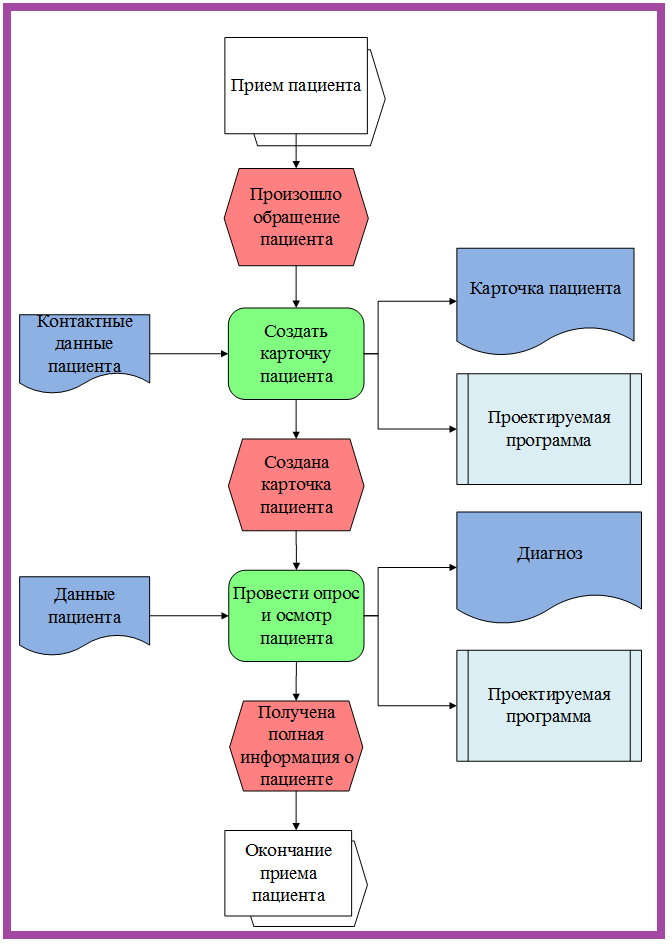 Прием пациента
Произошло
обращение
пациента
Карточка пациента
Контактные
данные
пациента
Создать
карточку
пациента
Проектируемая
программа
Создана
карточка
пациента
Диагноз
Данные
пациента
Провести опрос
и осмотр
пациента
Проектируемая
программа
Получена
полная
информация о
пациенте
Окончание
приема
пациента